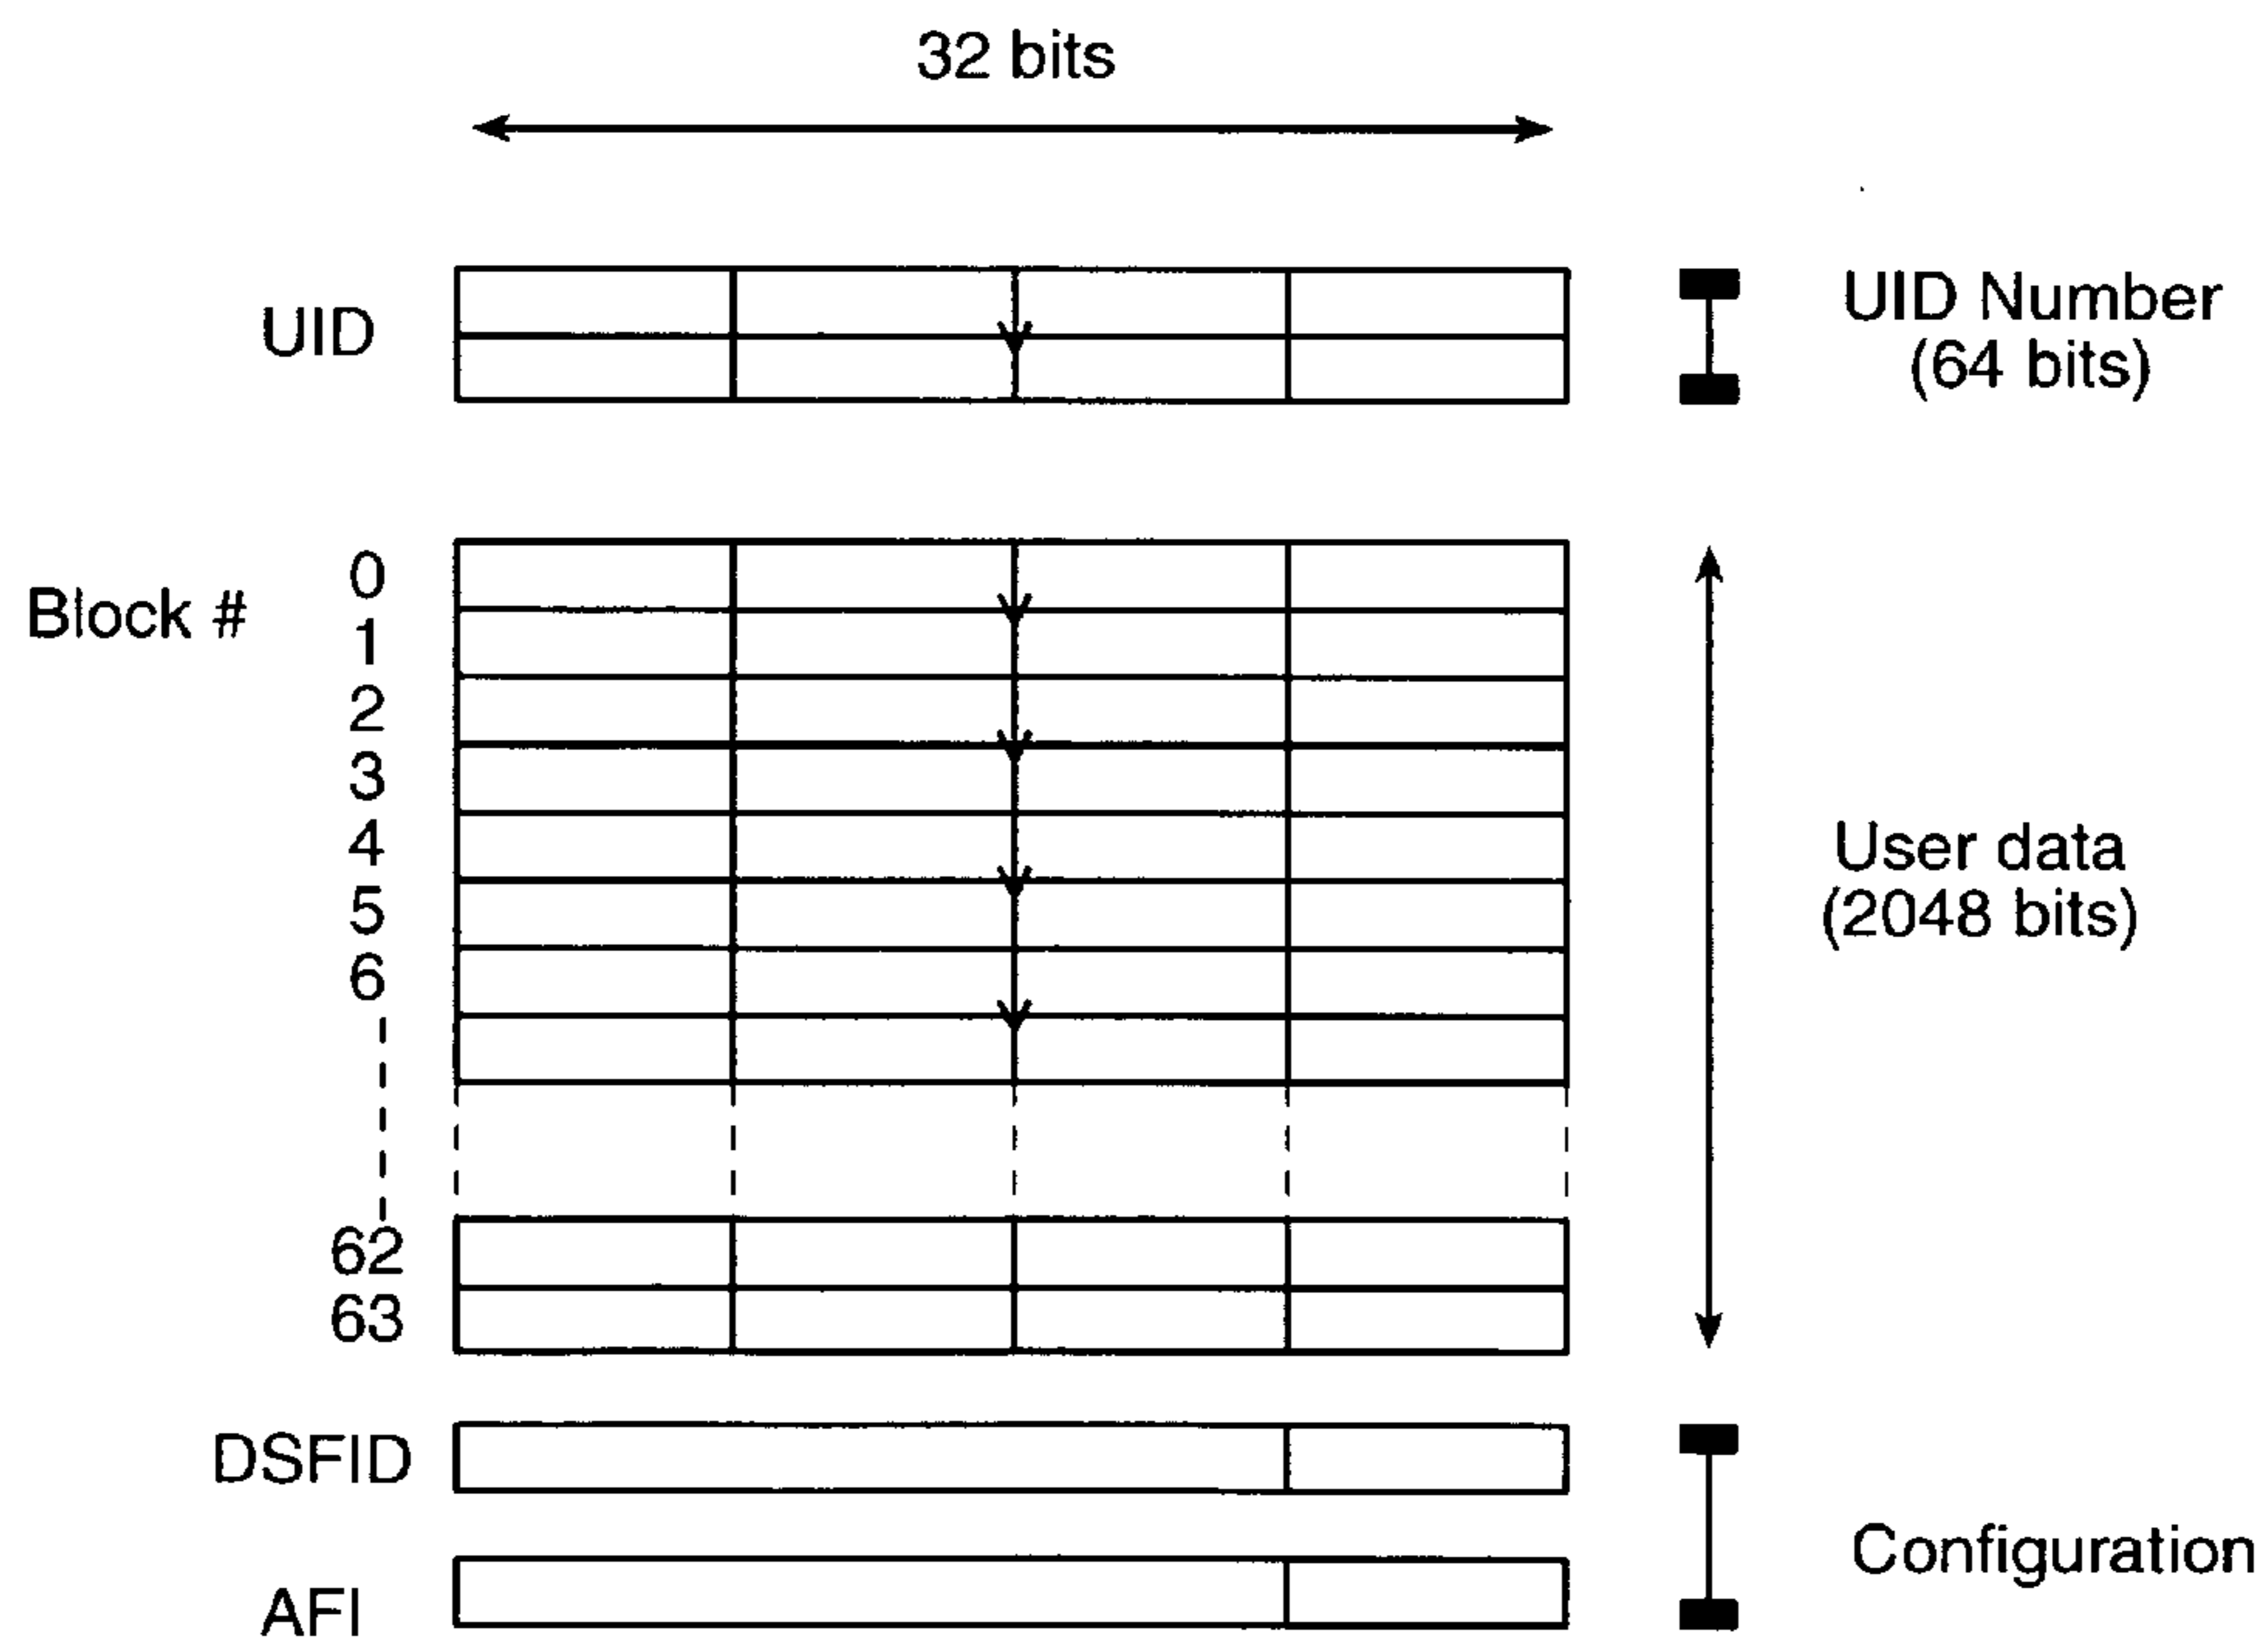 32 bits
UID
UID Number
(64 bits)
Block #
0
1
2
3
4
5
6
62
63
User data
(2048 bits)
DSFID
AFI
Configuration